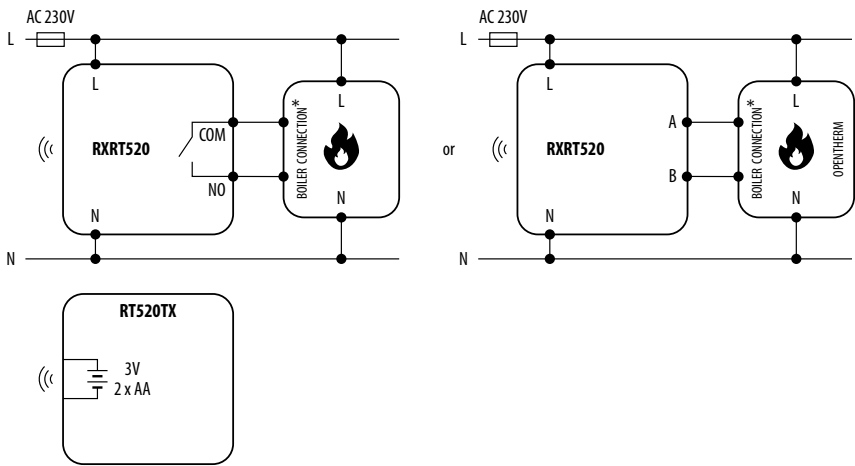 AC 230V
L
L
RXRT520
COM
NO
N
BOILER CONNECTION*
L
N
N
or
AC 230V
L
L
RXRT520
A
B
N
BOILER CONNECTION*
L
OPENTHERM
N
N
RT520TX
3V
2 x AA